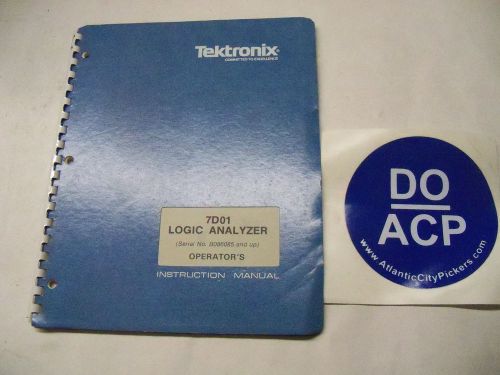 Tektronix
COMMITTED TO EXCELLENCE
7D01
LOGIC ANALYZER
(Serial No. B086085 and up)
OPERATOR'S
INSTRUCTION MANUAL
DO
ACP
www.AtlanticCityPickers.com